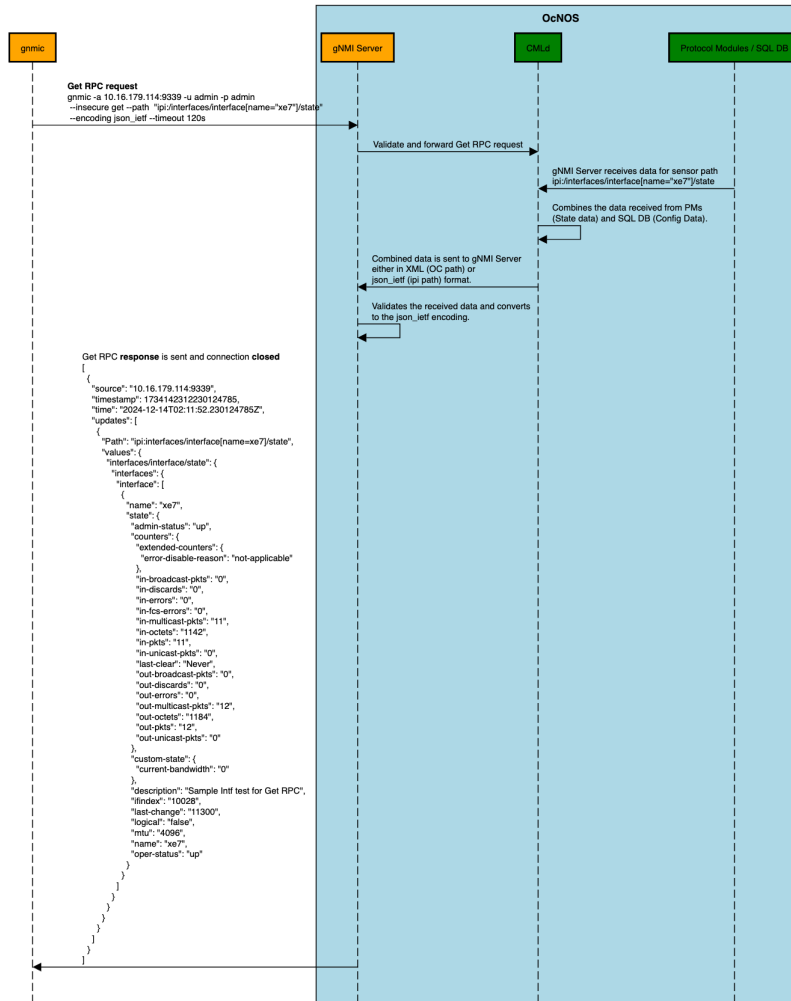 OcNOS
gnmic
gNMI Server
CMLd
Protocol Modules / SQL DB
Get RPC request
gnmic -a 10.16.179.114:9339 -u admin -p admin
--insecure get --path "ipi:/interfaces/interface[name="xe7"]/state"
--encoding json_ietf --timeout 120s
Validate and forward Get RPC request
gNMI Server receives data for sensor path
ipi:/interfaces/interface[name="xe7"]/state
Combines the data received from PMs
(State data) and SQL DB (Config Data).
Combined data is sent to gNMI Server
either in XML (OC path) or
json_ietf (ipi path) format.
Validates the received data and converts
to the json_ietf encoding.
Get RPC response is sent and connection closed
[
{
"source": "10.16.179.114:9339",
"timestamp": 1734142312230124785,
"time": "2024-12-14T02:11:52.230124785Z",
"updates": [
{
"Path": "ipi:interfaces/interface[name=xe7]/state",
"values": {
"interfaces/interface/state": {
"interfaces": {
"interface": [
{
"name": "xe7",
"state": {
"admin-status": "up",
"counters": {
"extended-counters": {
"error-disable-reason": "not-applicable"
},
"in-broadcast-pkts": "0",
"in-discards": "0",
"in-errors": "0",
"in-fcs-errors": "0",
"in-multicast-pkts": "11",
"in-octets": "1142",
"in-pkts": "11",
"in-unicast-pkts": "0",
"last-clear": "Never",
"out-broadcast-pkts": "0",
"out-discards": "0",
"out-errors": "0",
"out-multicast-pkts": "12",
"out-octets": "1184",
"out-pkts": "12",
"out-unicast-pkts": "0"
},
"custom-state": {
"current-bandwidth": "0"
},
"description": "Sample Intf test for Get RPC",
"ifindex": "10028",
"last-change": "11300",
"logical": "false",
"mtu": "4096",
"name": "xe7",
"oper-status": "up"
}
}
]
}
}
}
}
]
}
]